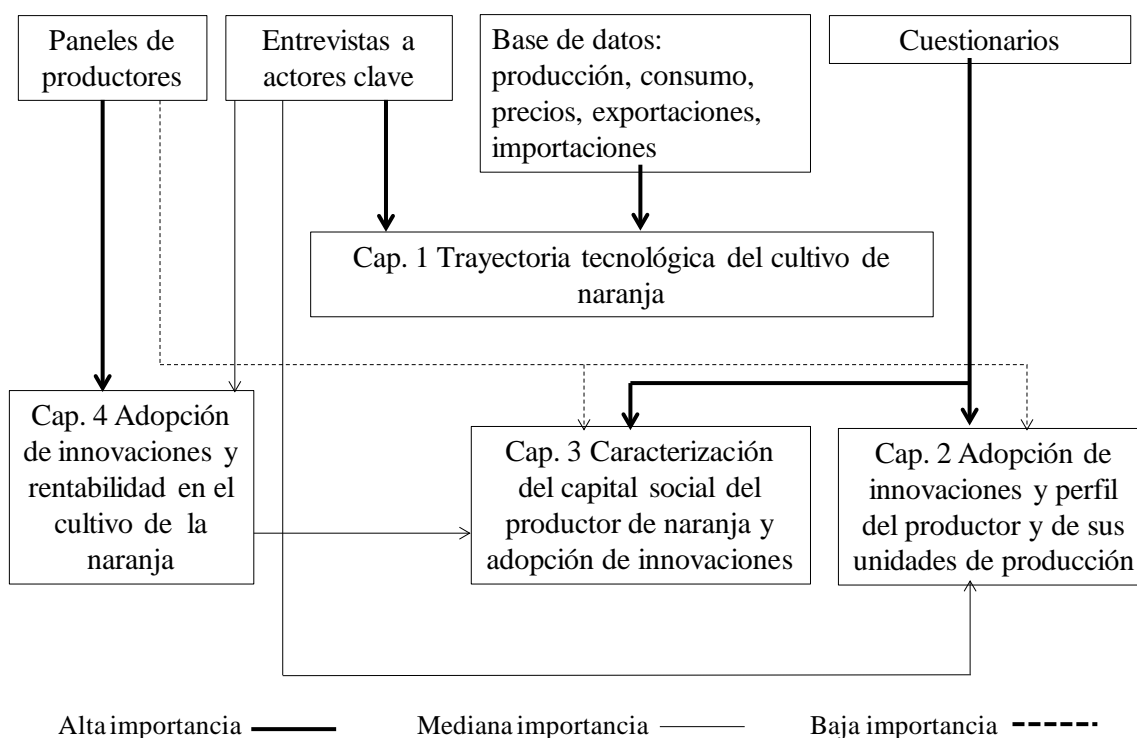 Paneles de
productores
Entrevistas a
actores clave
Base de datos:
producción, consumo,
precios, exportaciones,
importaciones
Cuestionarios
Cap. 1 Trayectoria tecnológica del cultivo de
naranja
Cap. 4 Adopción
de innovaciones y
rentabilidad en el
cultivo de la
naranja
Cap. 3 Caracterización
del capital social del
productor de naranja y
adopción de innovaciones
Cap. 2 Adopción de
innovaciones y perfil
del productor y de sus
unidades de producción
Alta importancia
Mediana importancia
Baja importancia